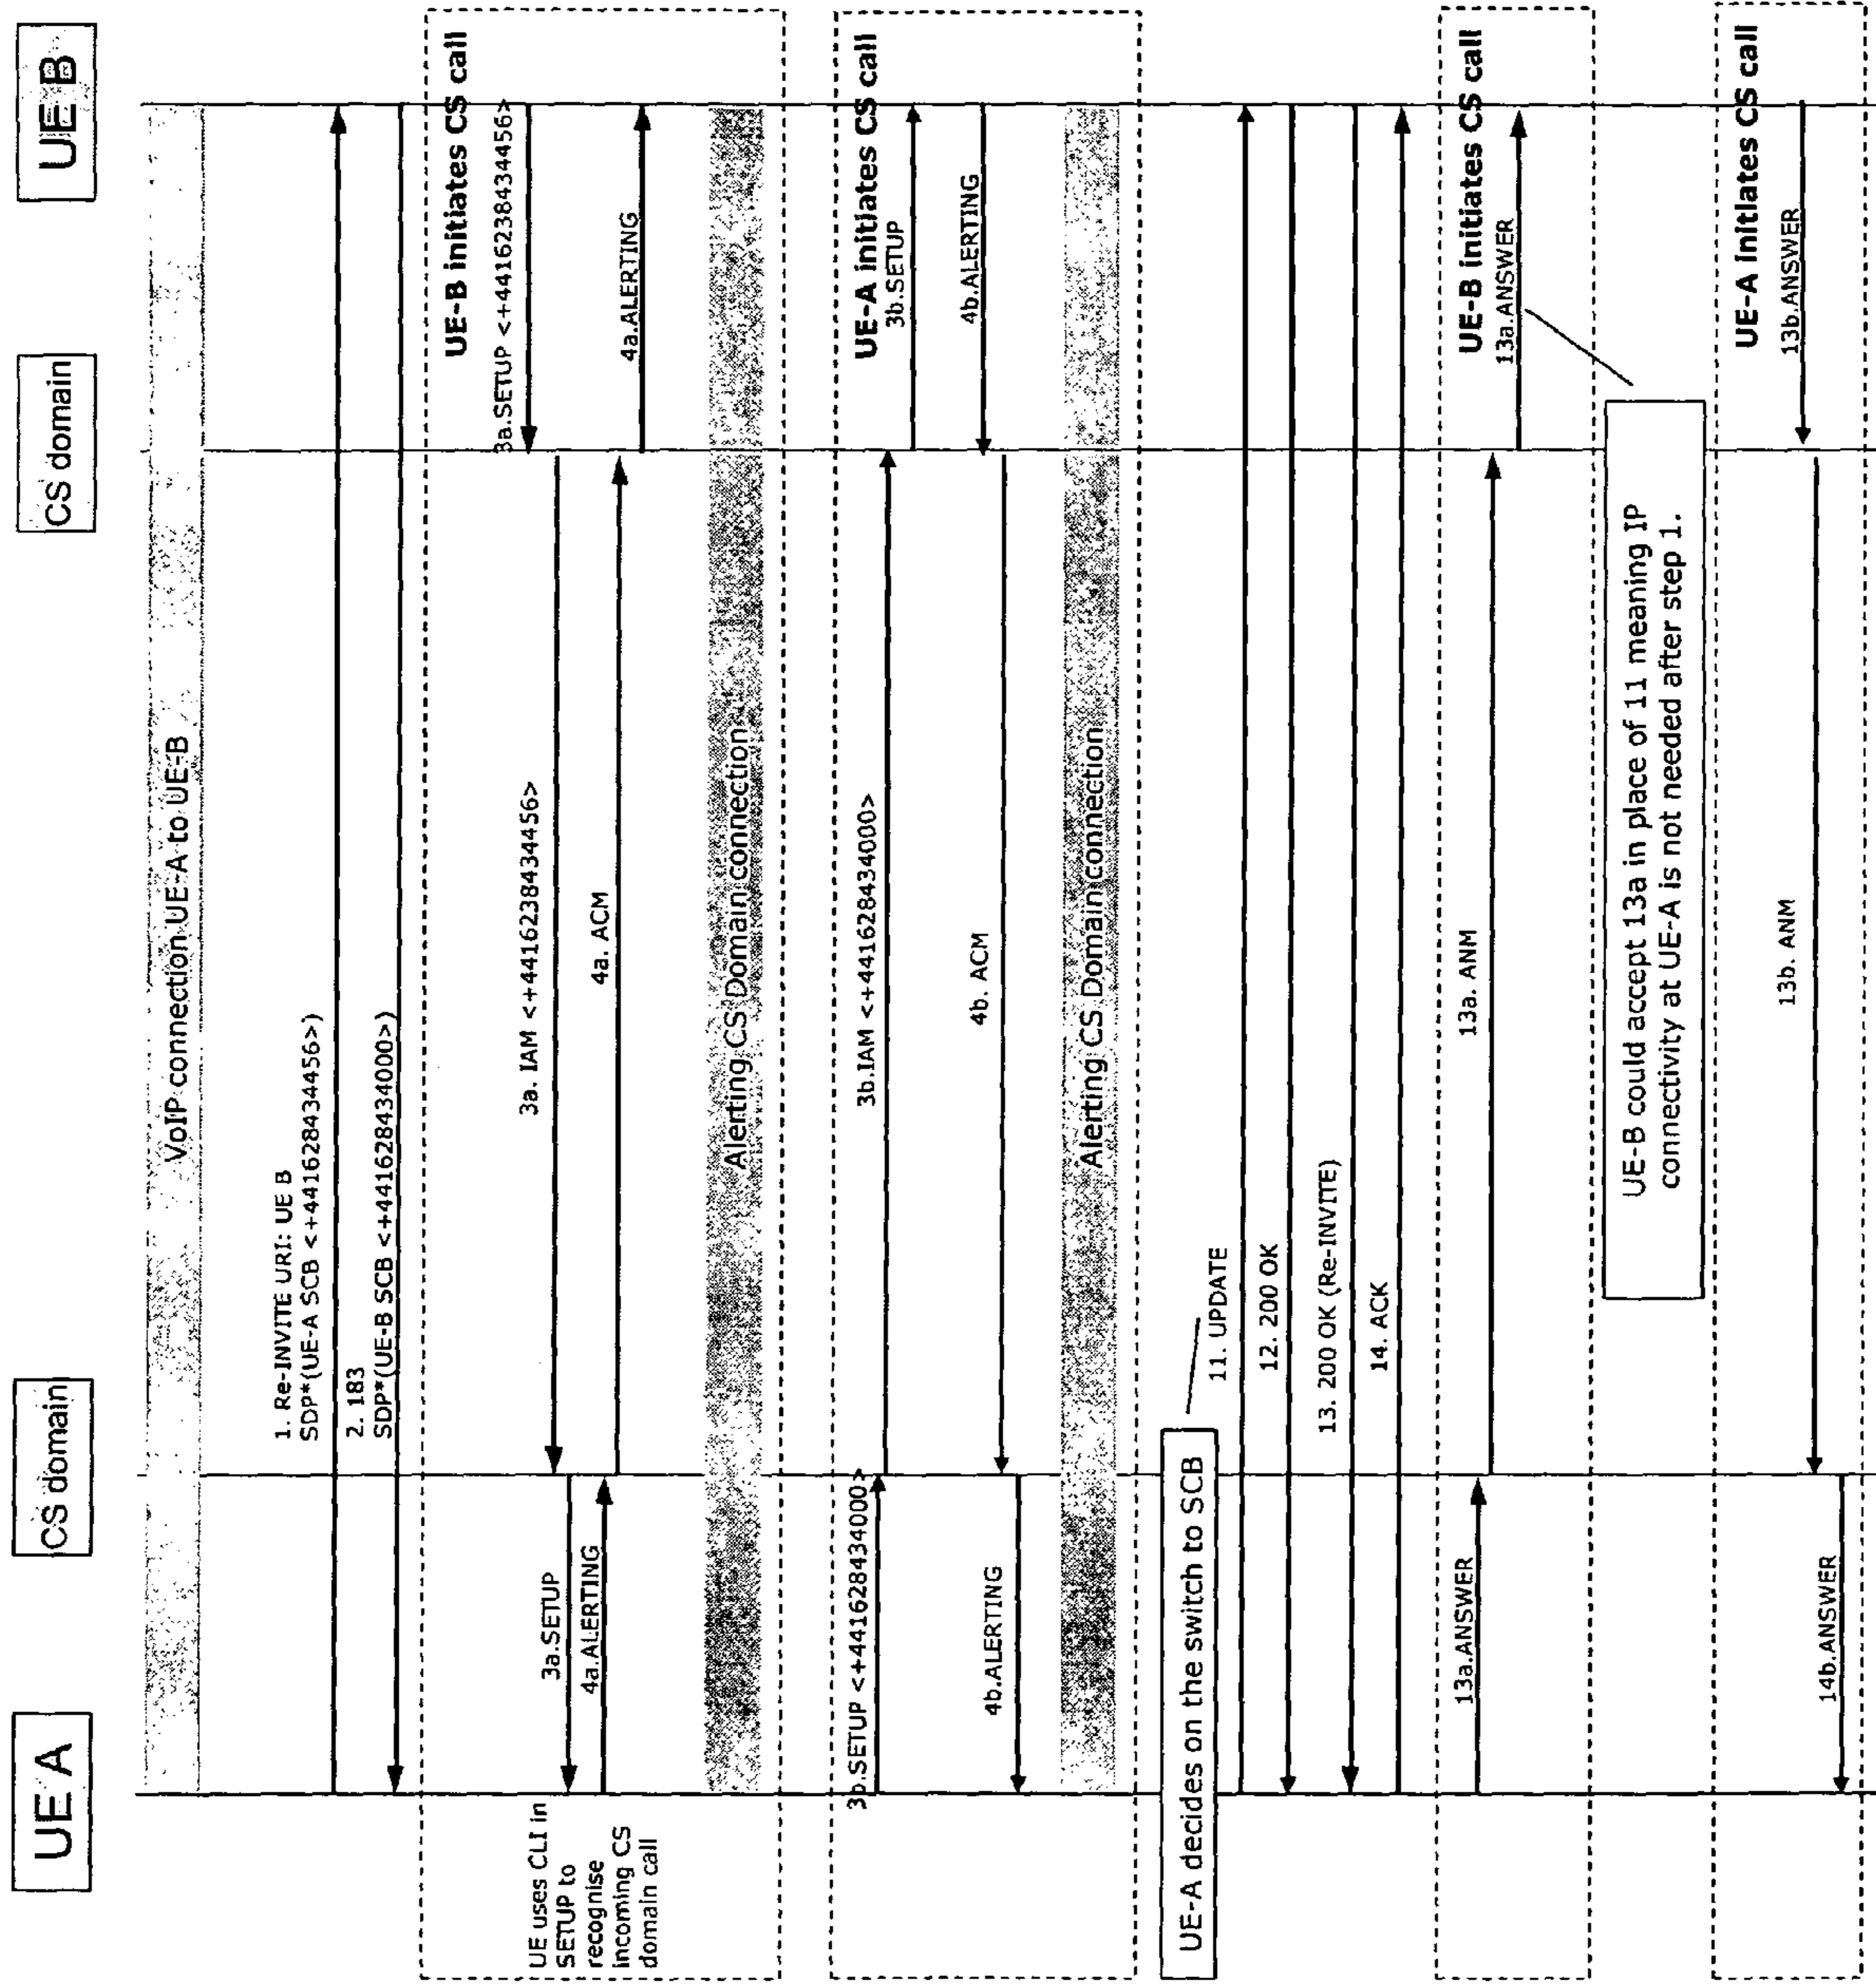 UE A
CS domain
CS domain
UE B
VoIP connection UE-A to UE-B
1. Re-INVITE URI: UE B
SDP*(UE-A SCB <+441628434456>)
2. 183
SDP*(UE-B SCB <+441628434000>)
UE-B initiates CS call
3a.SETUP <+4416238434456>
3a. IAM <+4416238434456>
3a.SETUP
4a.ALERTING
4a. ACM
4a.ALERTING
UE uses CLI in
SETUP to
recognise
incoming CS
domain call
Alerting CS Domain connection
UE-A initiates CS call
3b.SETUP <+441628434000>
3b.IAM <+441628434000>
3b.SETUP
4b.ALERTING
4b. ACM
4b.ALERTING
Alerting CS Domain connection
UE-A decides on the switch to SCB
11. UPDATE
12. 200 OK
13. 200 OK (Re-INVITE)
14. ACK
UE-B initiates CS call
13a.ANSWER
13a. ANM
13a.ANSWER
UE-B could accept 13a in place of 11 meaning IP
connectivity at UE-A is not needed after step 1.
UE-A initiates CS call
13b.ANSWER
13b. ANM
14b.ANSWER